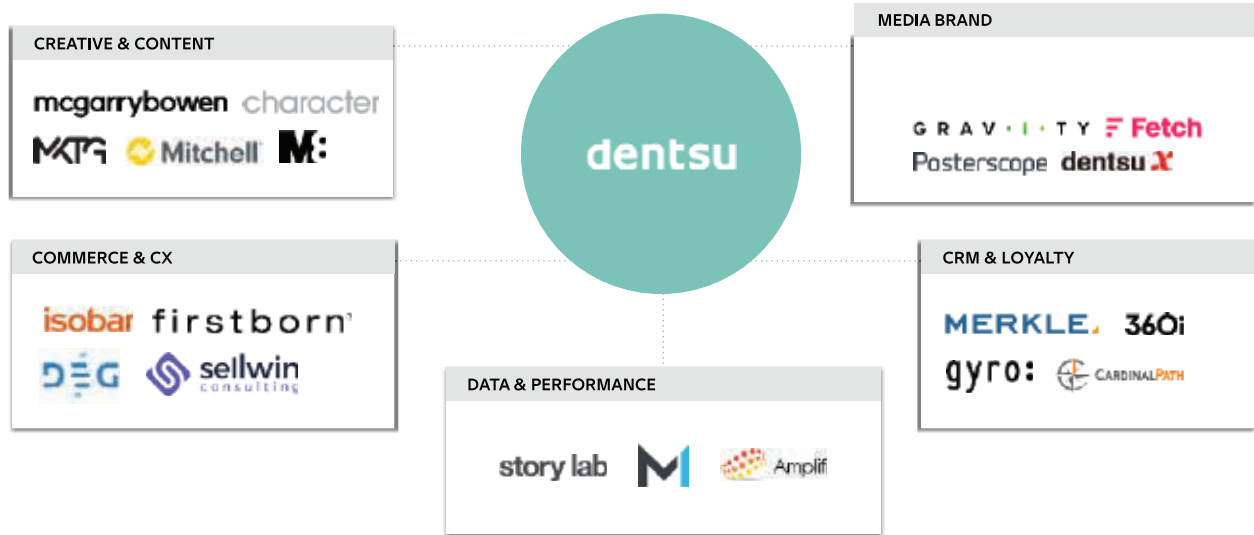 CREATIVE & CONTENT
mcgarrybowen character
MKTG Mitchell M:
MEDIA BRAND
GRAV·I·TY Fetch
Posterscope dentsu X
dentsu
COMMERCE & CX
isobar firstborn
DEG sellwin
consulting
CRM & LOYALTY
MERKLE 360i
gyro: CARDINALPATH
DATA & PERFORMANCE
story lab M1 Amplifi